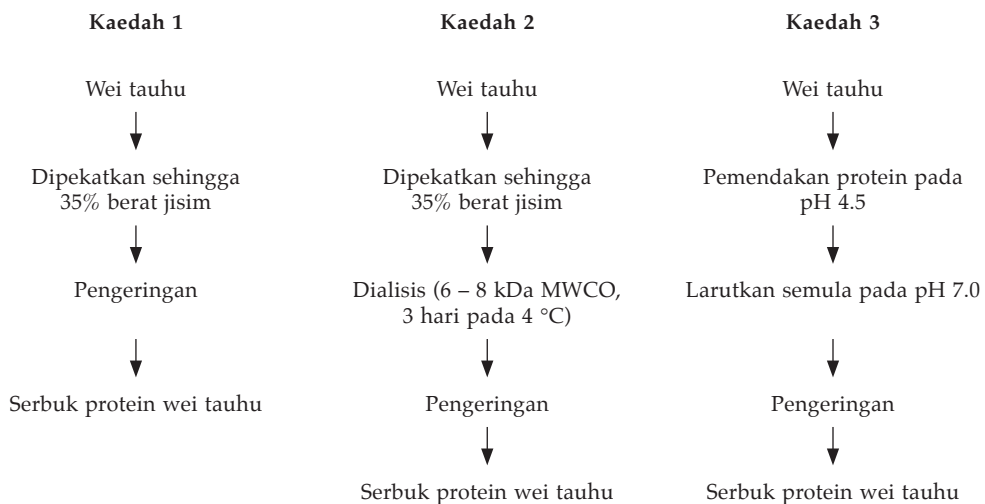 Kaedah 1
Wei tauhu
Dipekatkan sehingga
35% berat jisim
Pengeringan
Serbuk protein wei tauhu
Kaedah 2
Wei tauhu
Dipekatkan sehingga
35% berat jisim
Dialisis (6 – 8 kDa MWCO,
3 hari pada 4 °C)
Pengeringan
Serbuk protein wei tauhu
Kaedah 3
Wei tauhu
Pemendakan protein pada
pH 4.5
Larutkan semula pada pH 7.0
Pengeringan
Serbuk protein wei tauhu